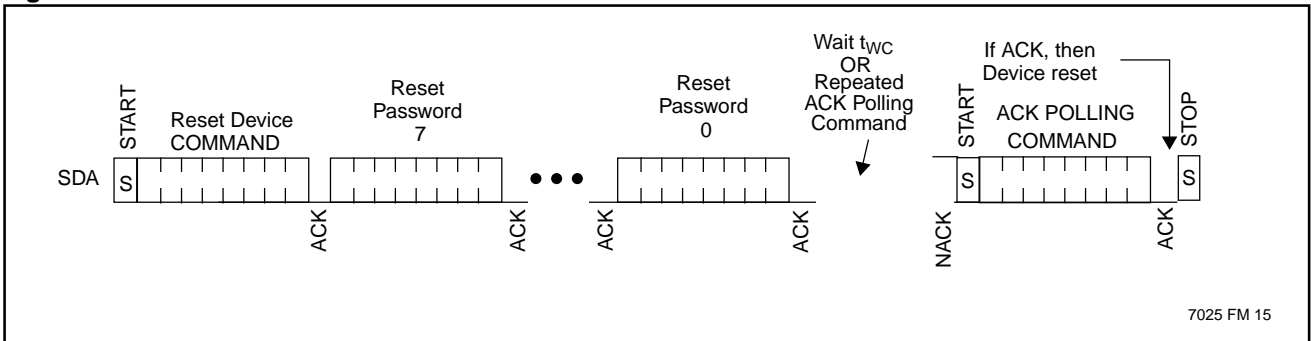 Wait tWC
OR
Repeated
ACK Polling
Command
If ACK, then
Device reset
START
Reset Device
COMMAND
Reset
Password
7
Reset
Password
0
START
ACK POLLING
COMMAND
STOP
SDA
S
S
S
ACK
ACK
ACK
ACK
NACK
ACK
7025 FM 15